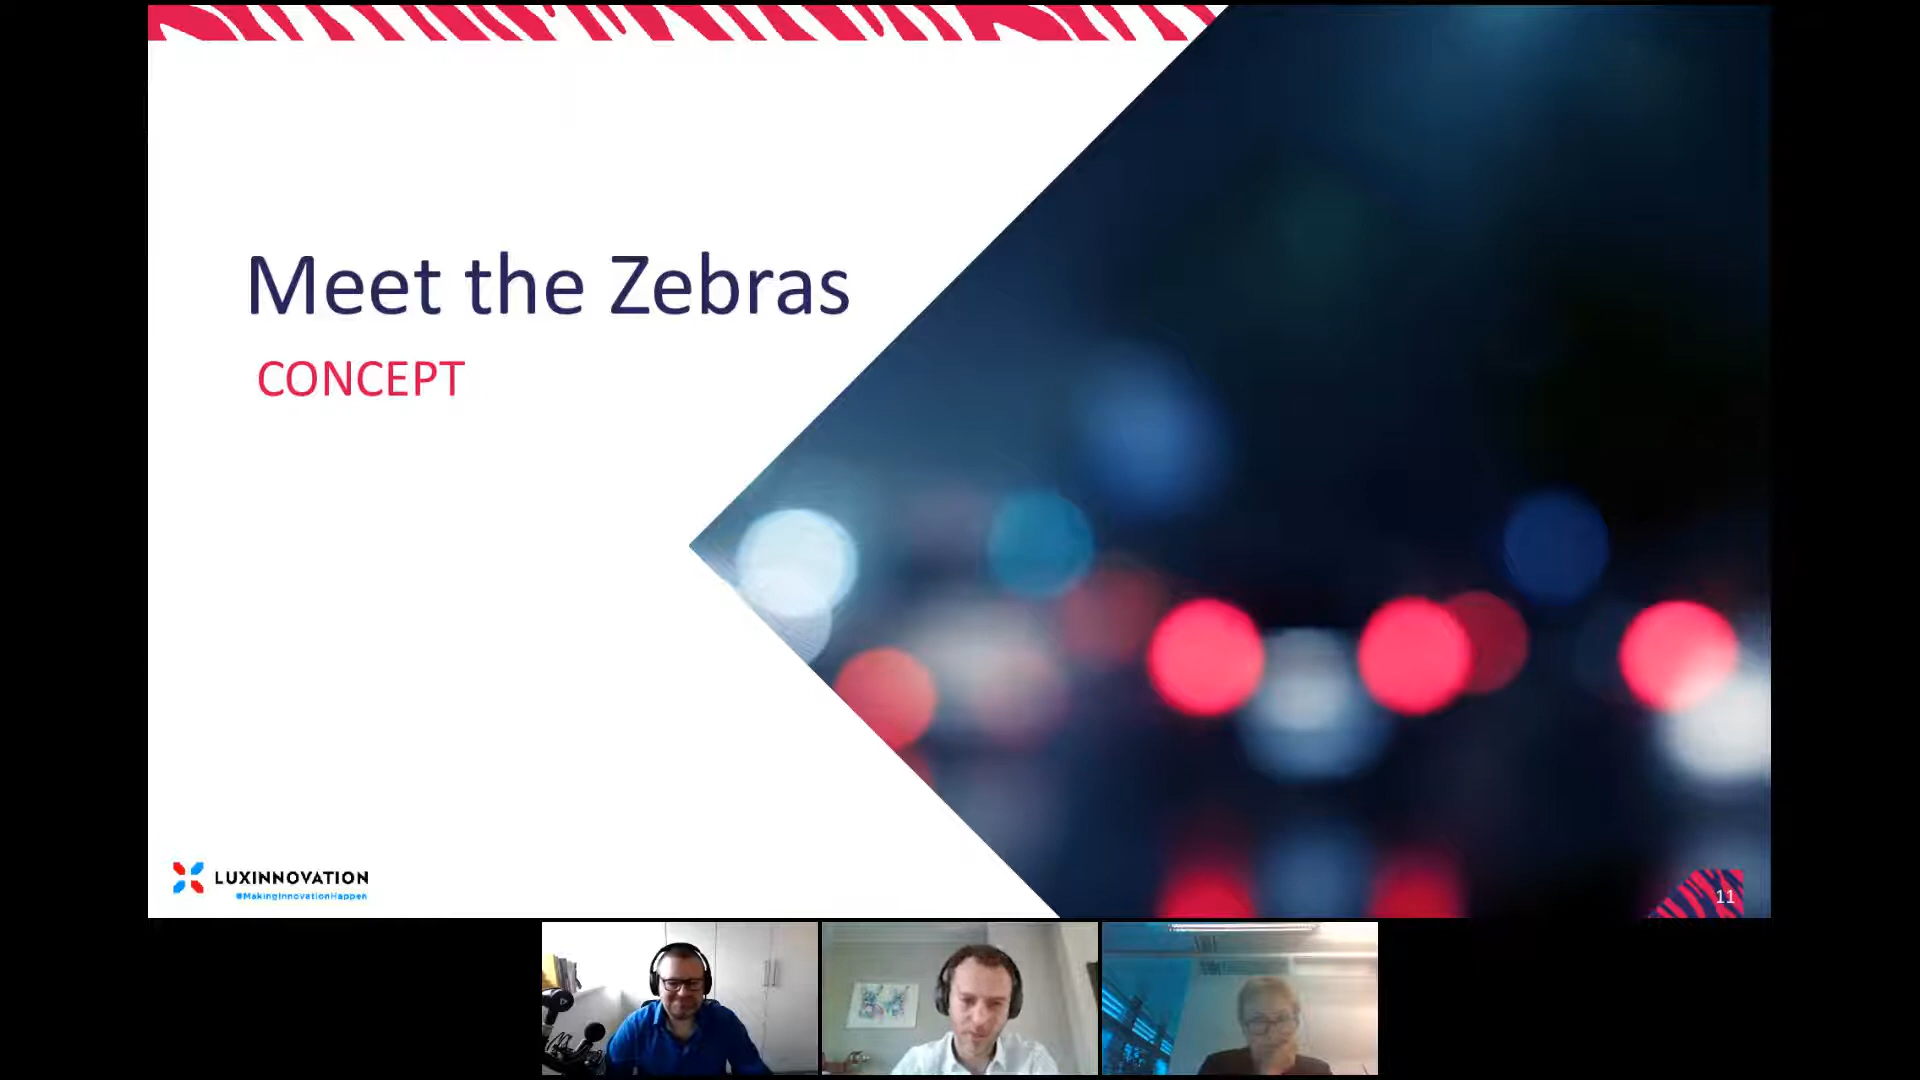 Meet the Zebras
CONCEPT
LUXINNOVATION
#MakingInnovationHappen
11